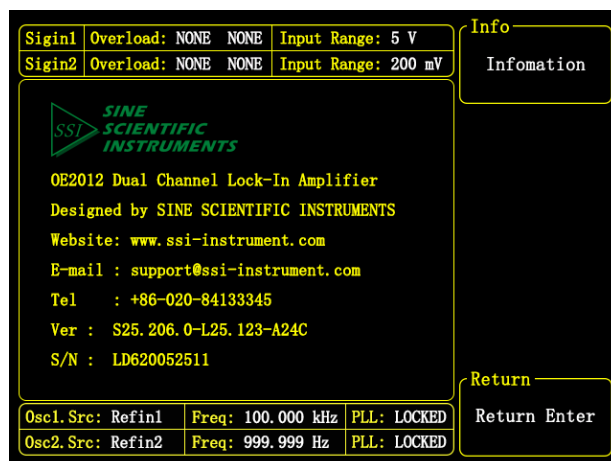 Sigin1 Overload: NONE NONE Input Range: 5 V
Sigin2 Overload: NONE NONE Input Range: 200 mV
Info
Infomation
SSI
SINE
SCIENTIFIC
INSTRUMENTS
OE2012 Dual Channel Lock-In Amplifier
Designed by SINE SCIENTIFIC INSTRUMENTS
Website: www.ssi-instrument.com
E-mail : support@ssi-instrument.com
Tel : +86-020-84133345
Ver : S25.206.0-L25.123-A24C
S/N : LD620052511
Return
Return Enter
Osc1.Src: Refin1 Freq: 100.000 kHz PLL: LOCKED
Osc2.Src: Refin2 Freq: 999.999 Hz PLL: LOCKED